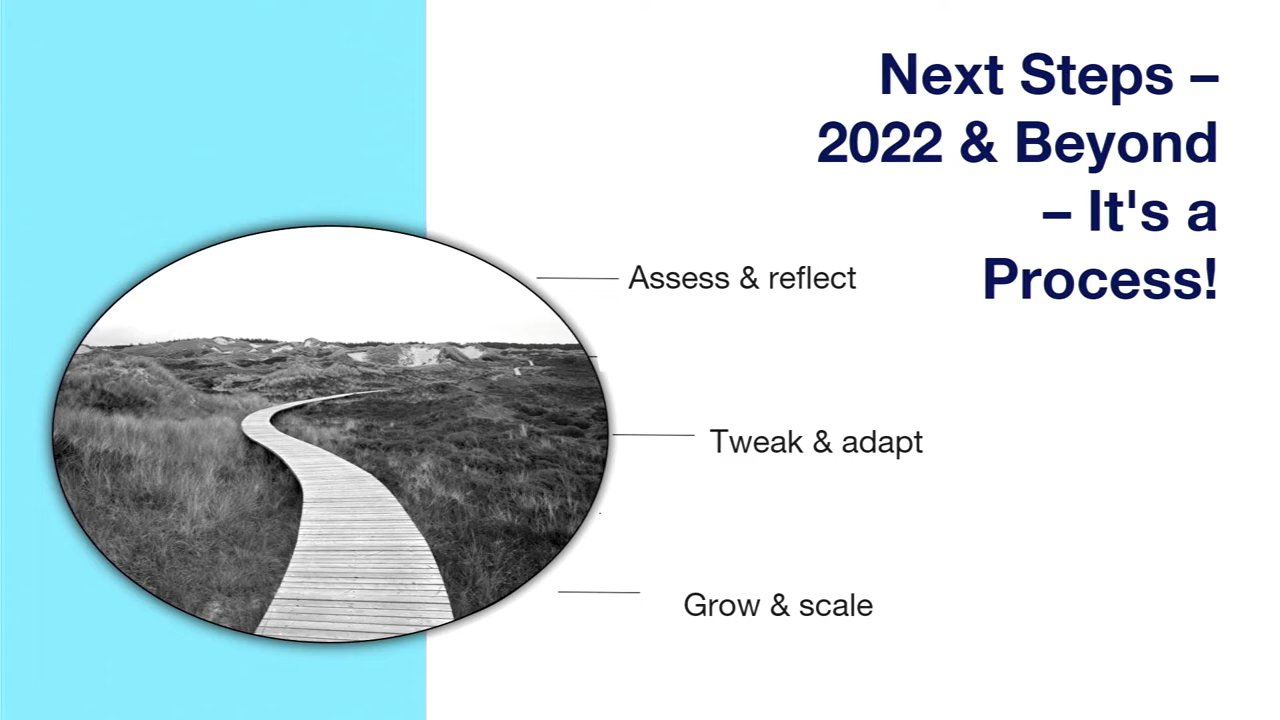 Next Steps –
2022 & Beyond
– It's a
Process!
Assess & reflect
Tweak & adapt
Grow & scale